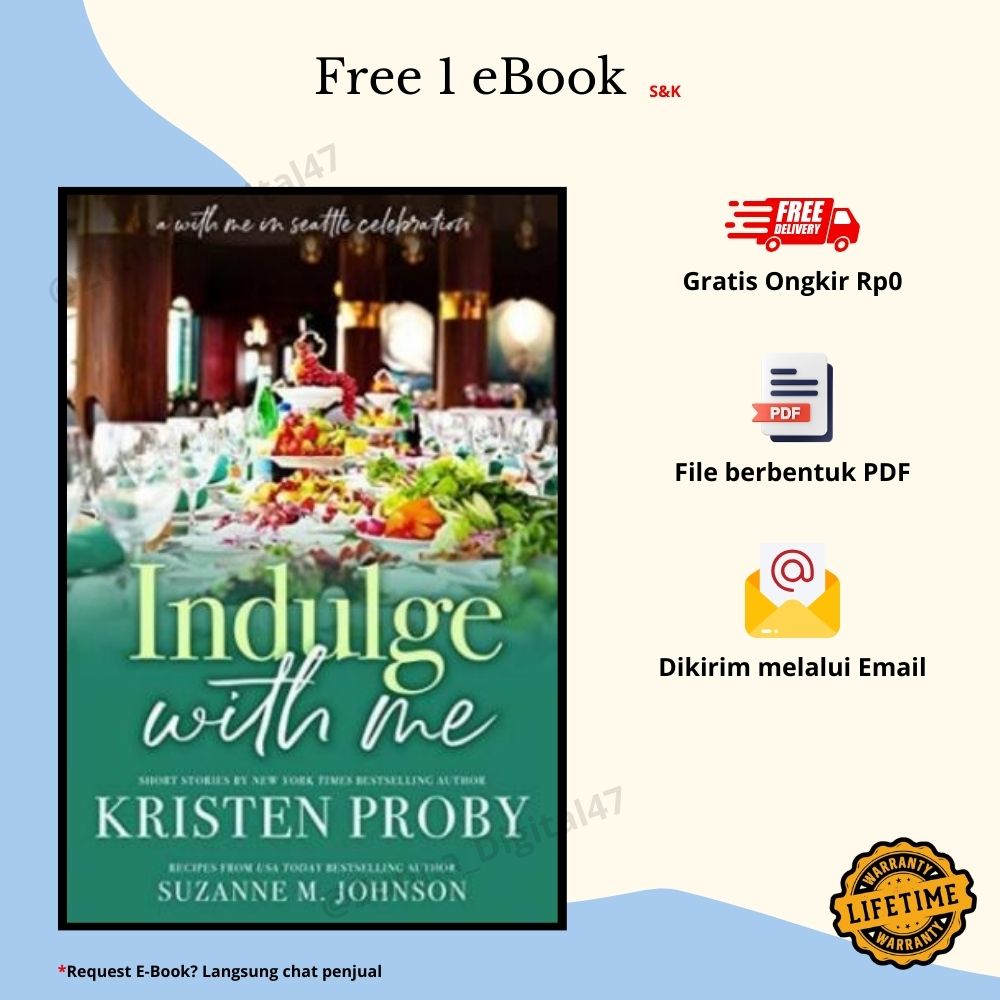 Free 1 eBook S&K
a with me in seattle celebration
Indulge
with me
SHORT STORIES BY NEW YORK TIMES BESTSELLING AUTHOR
KRISTEN PROBY
RECIPES FROM USA TODAY BESTSELLING AUTHOR
SUZANNE M. JOHNSON
FREE
DELIVERY
Gratis Ongkir Rp0
PDF
File berbentuk PDF
@
Dikirim melalui Email
WARRANTY
LIFETIME
WARRANTY
*Request E-Book? Langsung chat penjual
Digital47